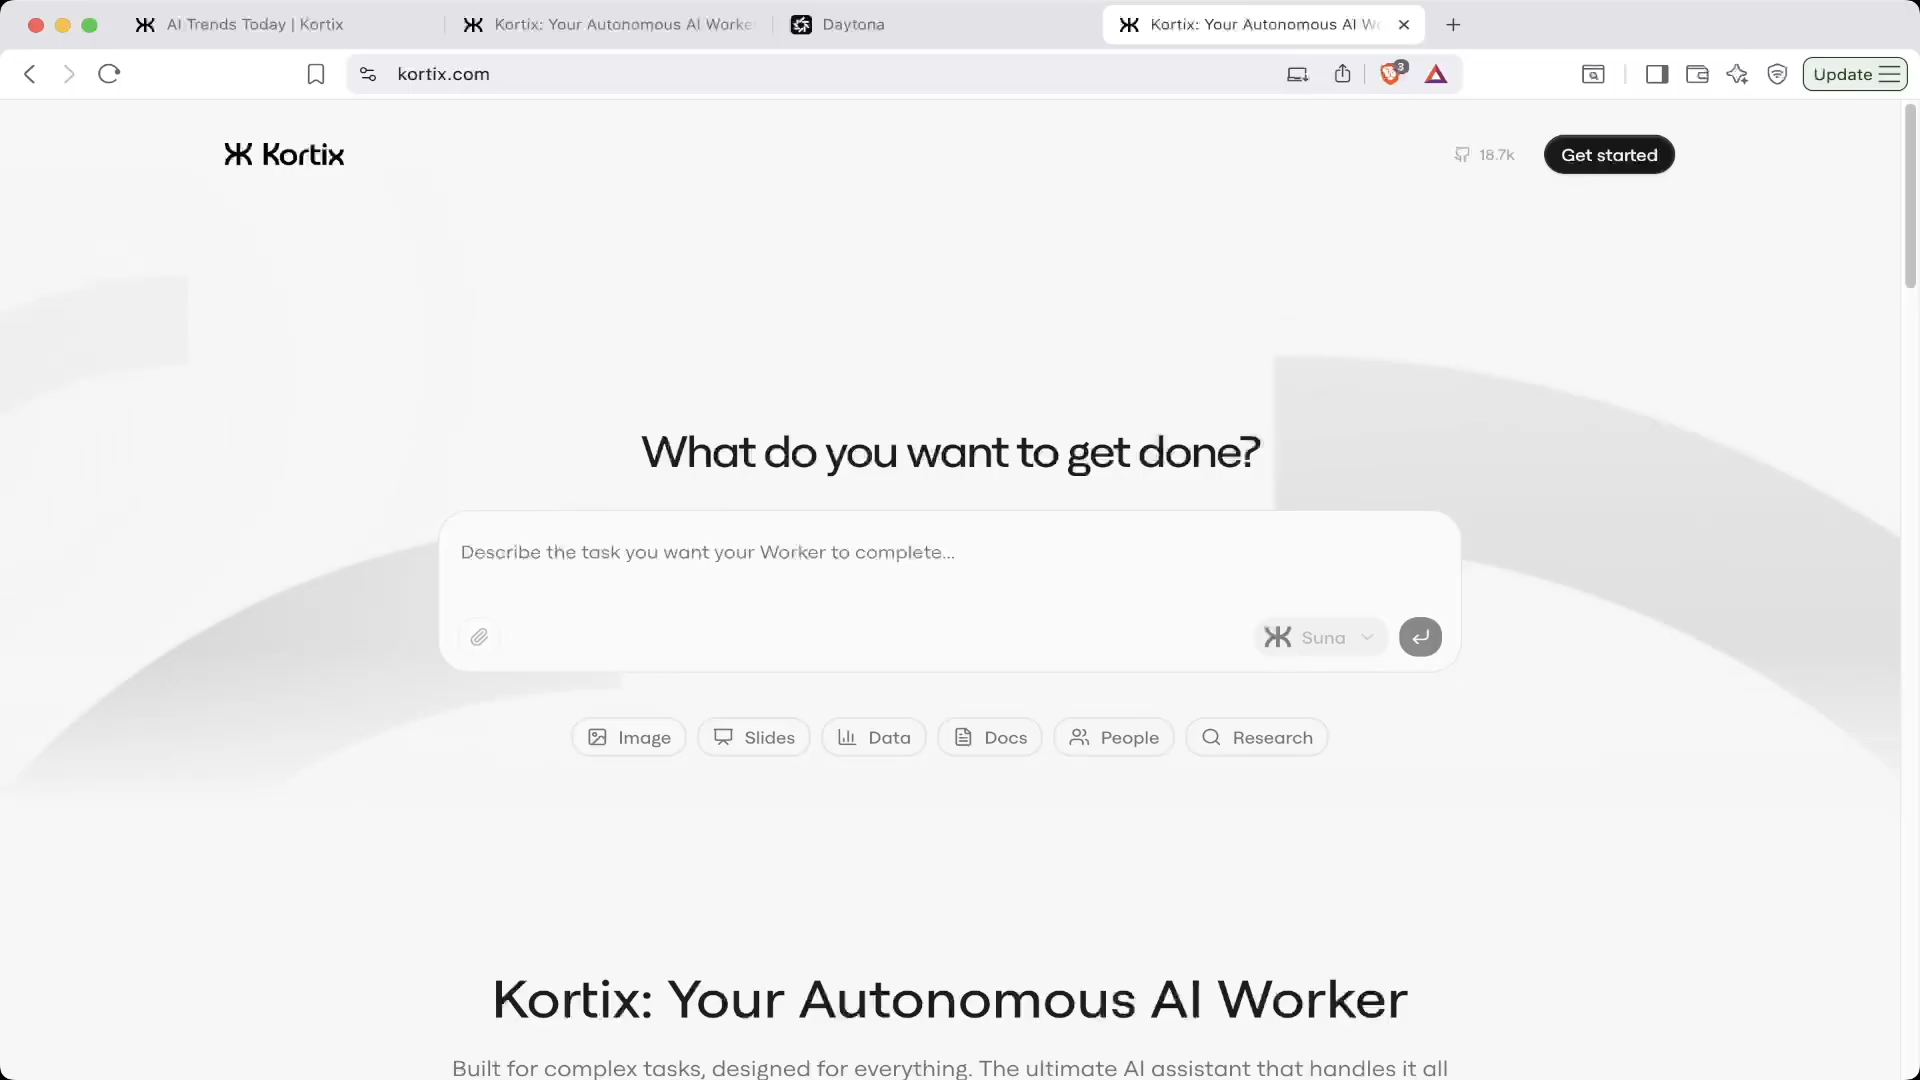 AI Trends Today | Kortix
Kortix: Your Autonomous AI Worke
Daytona
Kortix: Your Autonomous AI Wo
kortix.com
3
Update
Kortix
18.7k
Get started
What do you want to get done?
Describe the task you want your Worker to complete...
Suna
Image
Slides
Data
Docs
People
Research
Kortix: Your Autonomous AI Worker
Built for complex tasks, designed for everything. The ultimate AI assistant that handles it all